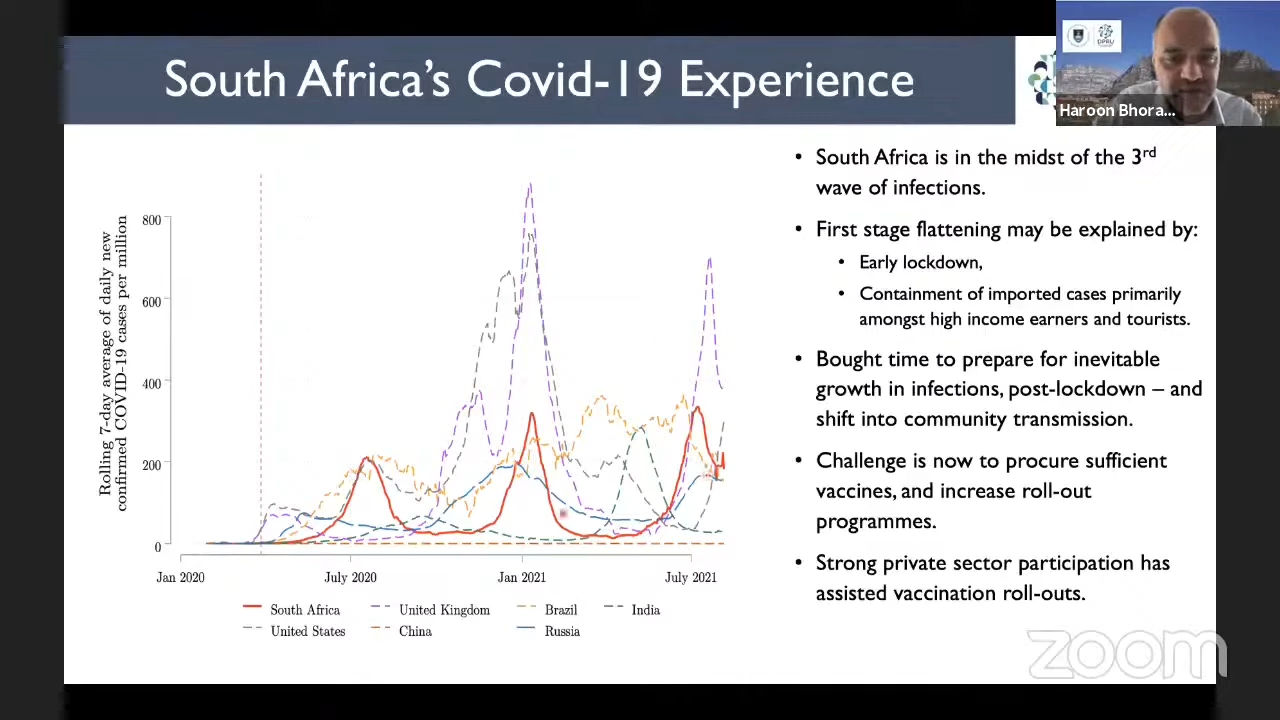 South Africa's Covid-19 Experience
DPRU
Haroon Bhora...
Rolling 7-day average of daily new
confirmed COVID-19 cases per million
800
600
400
200
0
Jan 2020
July 2020
Jan 2021
July 2021
South Africa
United Kingdom
Brazil
India
United States
China
Russia
• South Africa is in the midst of the 3rd
wave of infections.
• First stage flattening may be explained by:
• Early lockdown,
• Containment of imported cases primarily
amongst high income earners and tourists.
• Bought time to prepare for inevitable
growth in infections, post-lockdown – and
shift into community transmission.
• Challenge is now to procure sufficient
vaccines, and increase roll-out
programmes.
• Strong private sector participation has
assisted vaccination roll-outs.
zoom